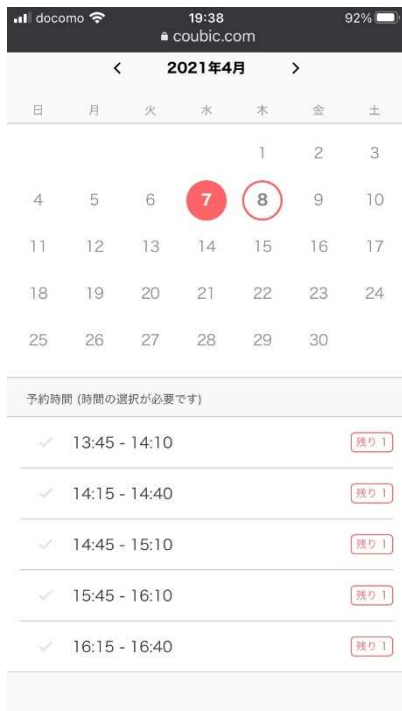 docomo 19:38 92%
coubic.com
< 2021年4月 >
日 月 火 水 木 金 土
1 2 3
4 5 6 7 8 9 10
11 12 13 14 15 16 17
18 19 20 21 22 23 24
25 26 27 28 29 30
予約時間 (時間の選択が必要です)
13:45 - 14:10 残り 1
14:15 - 14:40 残り 1
14:45 - 15:10 残り 1
15:45 - 16:10 残り 1
16:15 - 16:40 残り 1